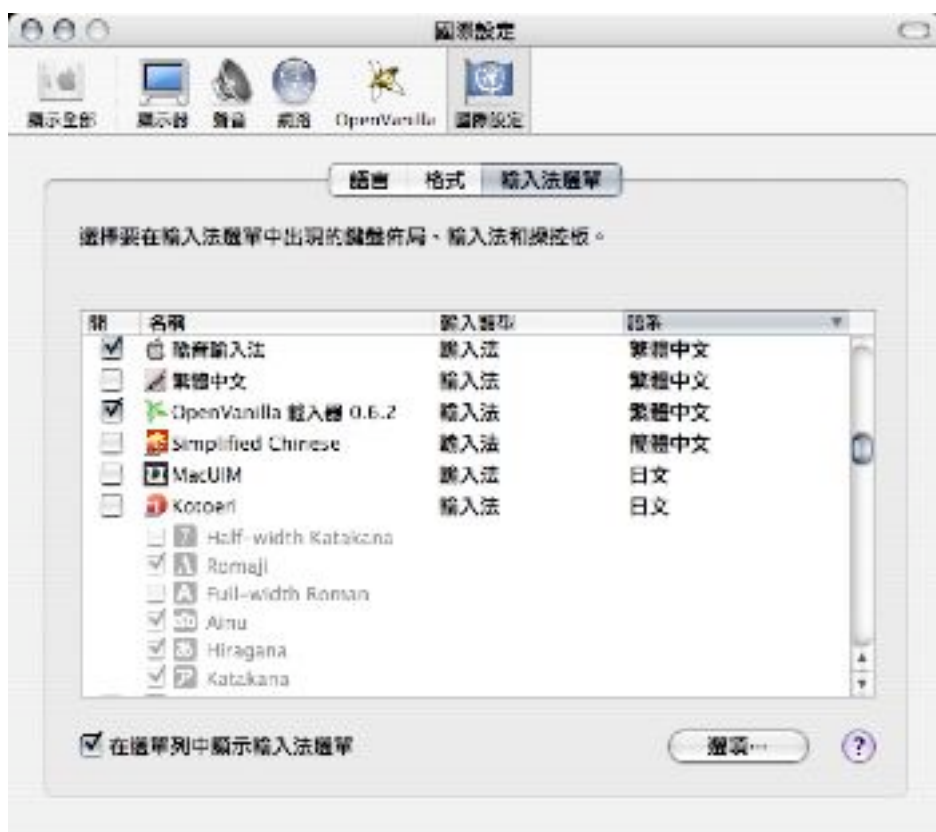 國際設定
顯示全部 顯示器 聲音 網路 OpenVanilla 國際設定
語言 格式 輸入法選單
選擇要在輸入法選單中出現的鍵盤佈局、輸入法和操控板。
開 名稱 輸入類型 語系
酷音輸入法 輸入法 繁體中文
繁體中文 輸入法 繁體中文
OpenVanilla 載入器 0.6.2 輸入法 繁體中文
Simplified Chinese 輸入法 簡體中文
MacUIM 輸入法 日文
Kotoeri 輸入法 日文
Half-width Katakana
Romaji
Full-width Roman
Ainu
Hiragana
Katakana
在選單列中顯示輸入法選單 選項… ?